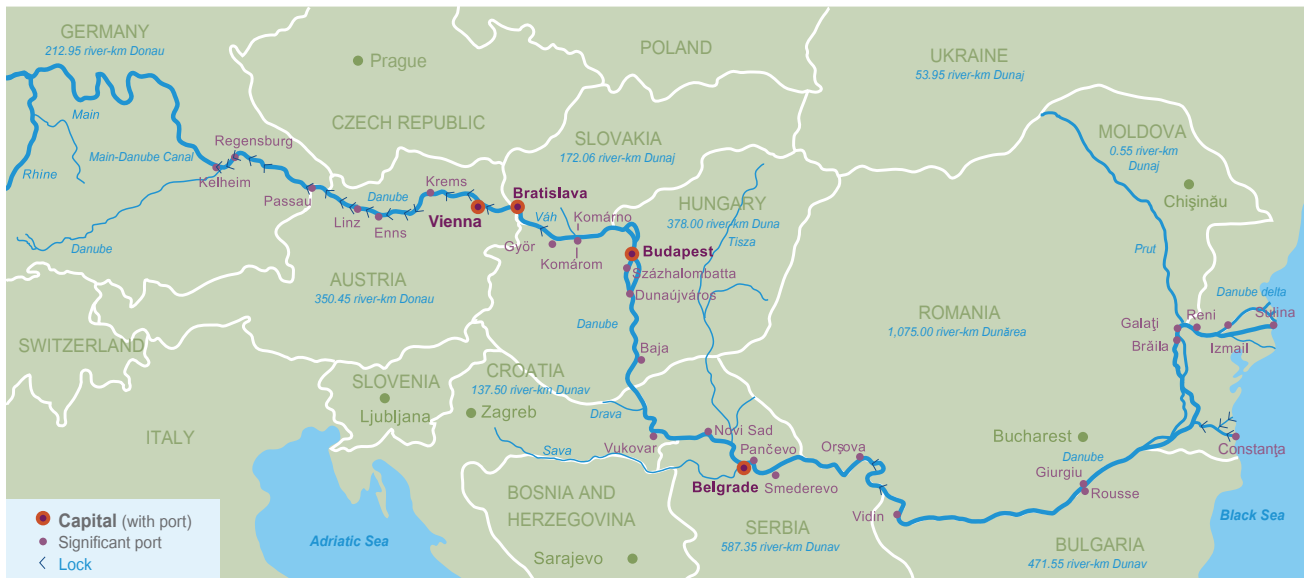 GERMANY
212.95 river-km Donau
Prague
POLAND
UKRAINE
53.95 river-km Dunaj
Main
CZECH REPUBLIC
SLOVAKIA
172.06 river-km Dunaj
MOLDOVA
0.55 river-km
Dunaj
Regensburg
Main-Danube Canal
Rhine
Kelheim
Passau
Danube
Krems
Bratislava
HUNGARY
378.00 river-km Duna
Chişinău
Linz
Enns
Vienna
Váh
Komárno
Tisza
Danube
Györ
Komárom
Budapest
Prut
Százhalombatta
AUSTRIA
350.45 river-km Donau
Dunaújváros
Danube
ROMANIA
1,075.00 river-km Dunărea
Danube delta
Galaţi
Reni
Sulina
Brăila
Izmail
SWITZERLAND
Baja
CROATIA
137.50 river-km Dunav
SLOVENIA
Ljubljana
Zagreb
Drava
ITALY
Vukovar
Novi Sad
Sava
Pančevo
Orşova
Bucharest
Danube
Constanţa
Belgrade
Smederevo
Giurgiu
Rousse
BOSNIA AND
HERZEGOVINA
SERBIA
587.35 river-km Dunav
Vidin
Black Sea
Adriatic Sea
Sarajevo
BULGARIA
471.55 river-km Dunav
Capital (with port)
Significant port
Lock